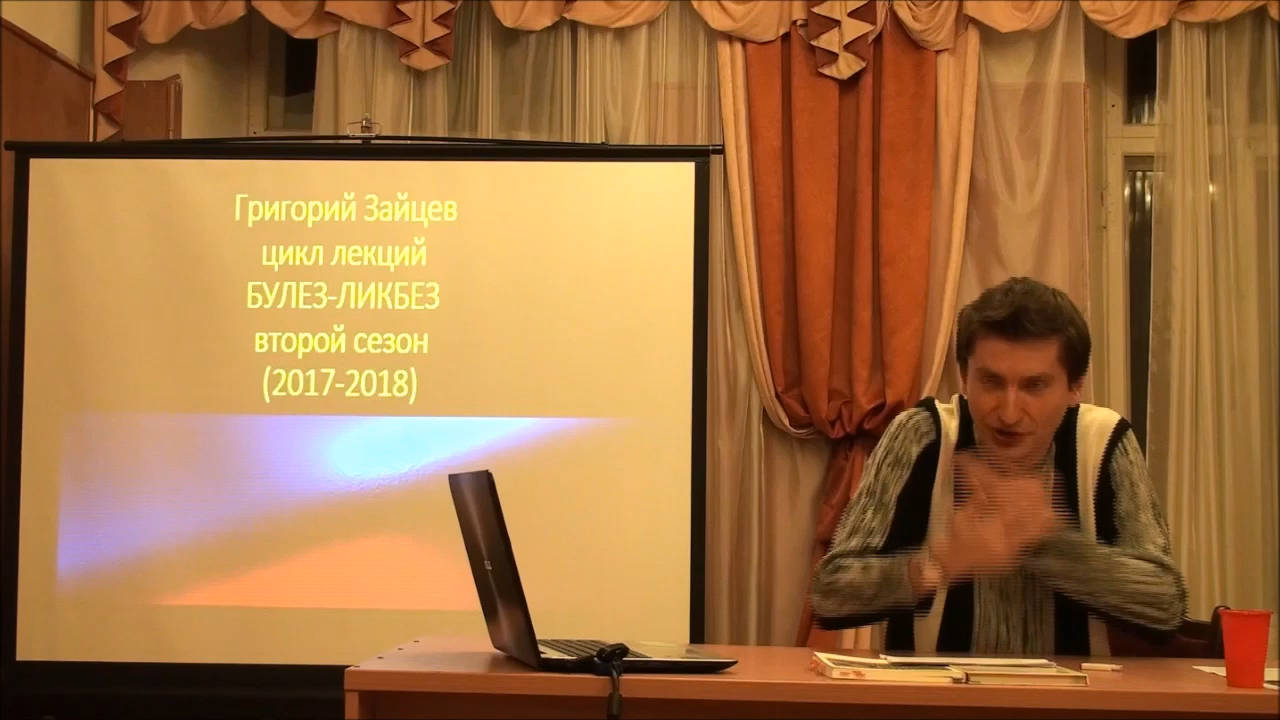 Григорий Зайцев
цикл лекций
БУЛЕЗ-ЛИКБЕЗ
второй сезон
(2017-2018)